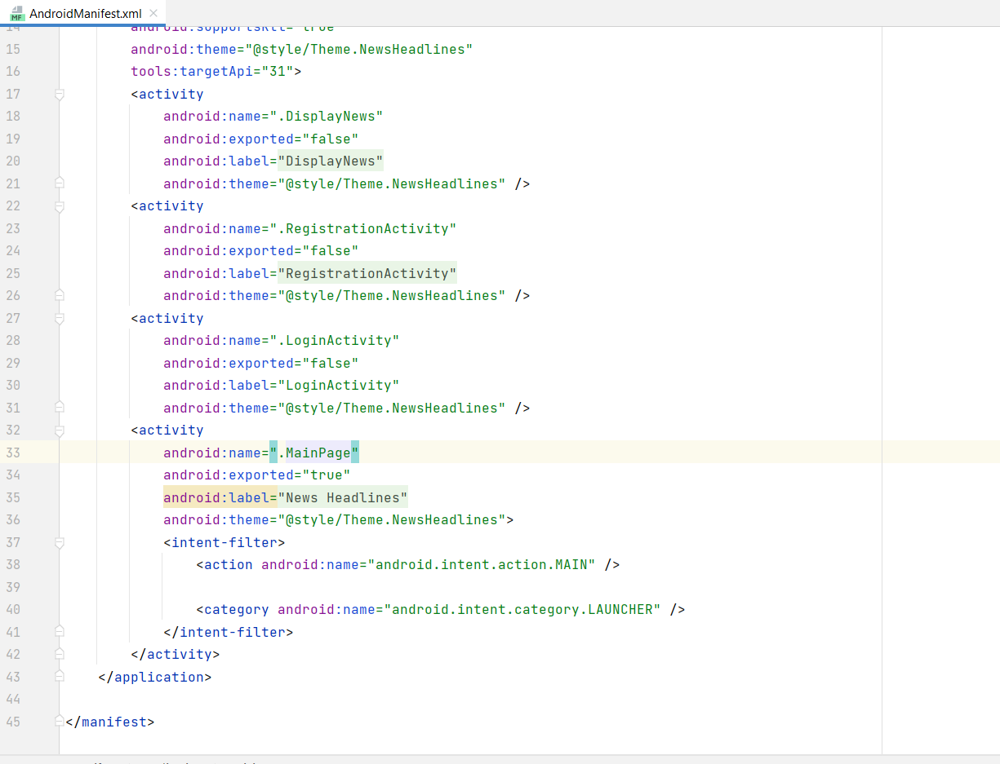 MF AndroidManifest.xml
14 android:supportsRtl="true"
15 android:theme="@style/Theme.NewsHeadlines"
16 tools:targetApi="31">
17 <activity
18 android:name=".DisplayNews"
19 android:exported="false"
20 android:label="DisplayNews"
21 android:theme="@style/Theme.NewsHeadlines" />
22 <activity
23 android:name=".RegistrationActivity"
24 android:exported="false"
25 android:label="RegistrationActivity"
26 android:theme="@style/Theme.NewsHeadlines" />
27 <activity
28 android:name=".LoginActivity"
29 android:exported="false"
30 android:label="LoginActivity"
31 android:theme="@style/Theme.NewsHeadlines" />
32 <activity
33 android:name=".MainPage"
34 android:exported="true"
35 android:label="News Headlines"
36 android:theme="@style/Theme.NewsHeadlines">
37 <intent-filter>
38 <action android:name="android.intent.action.MAIN" />
39
40 <category android:name="android.intent.category.LAUNCHER" />
41 </intent-filter>
42 </activity>
43 </application>
44
45 </manifest>